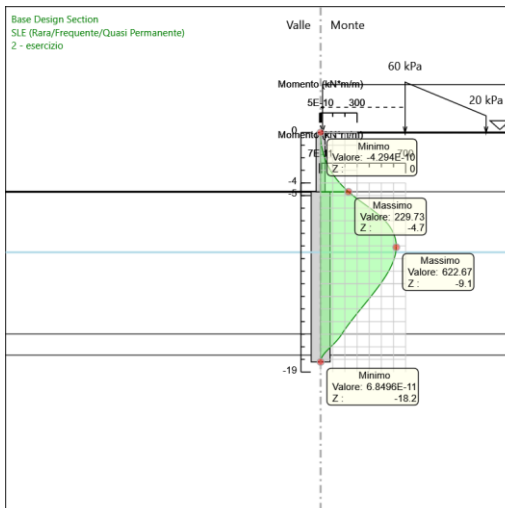 Base Design Section
SLE (Rara/Frequente/Quasi Permanente)
2 - esercizio
Valle Monte
60 kPa
Momento (kN*m/m)
5E-10 300
20 kPa
0
Momento (kN*m/m)
Minimo
Valore: -4.294E-10
Z : 0
-4
-5
Massimo
Valore: 229.73
Z : -4.7
Massimo
Valore: 622.67
Z : -9.1
Minimo
Valore: 6.8496E-11
Z : -18.2
-19